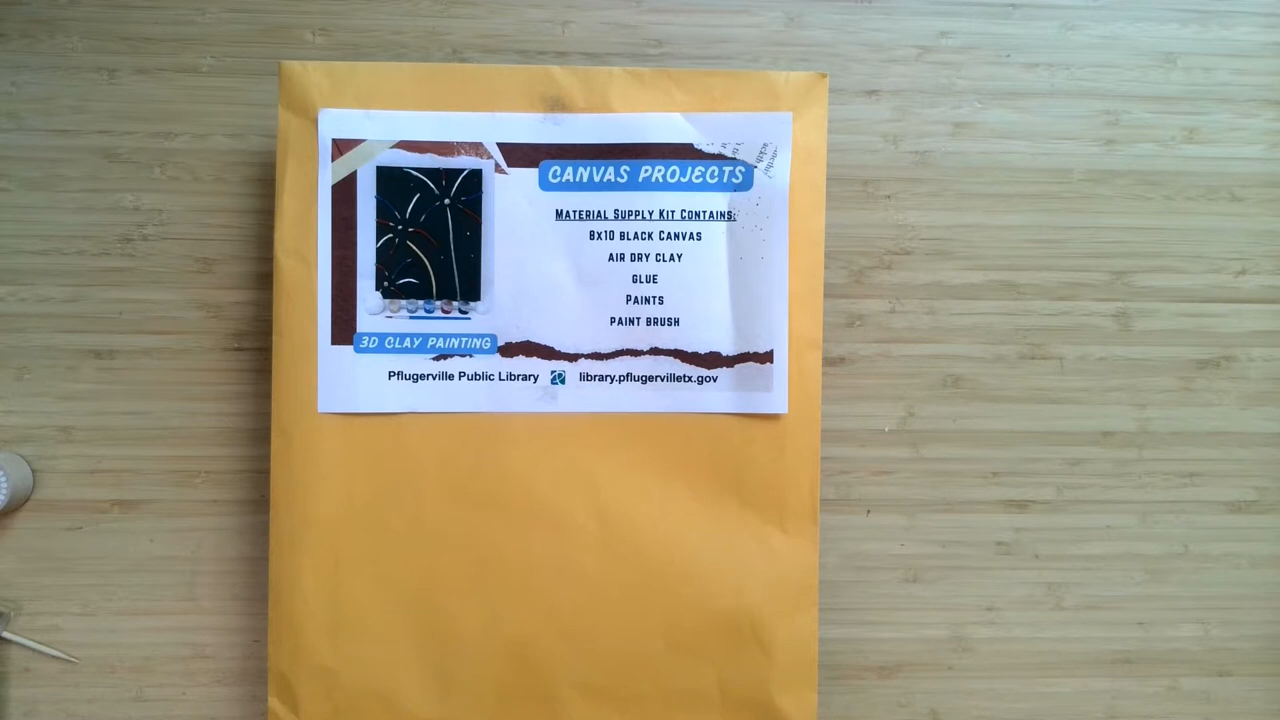 CANVAS PROJECTS
MATERIAL SUPPLY KIT CONTAINS:
8X10 BLACK CANVAS
AIR DRY CLAY
GLUE
PAINTS
PAINT BRUSH
3D CLAY PAINTING
Pflugerville Public Library library.pflugervilletx.gov